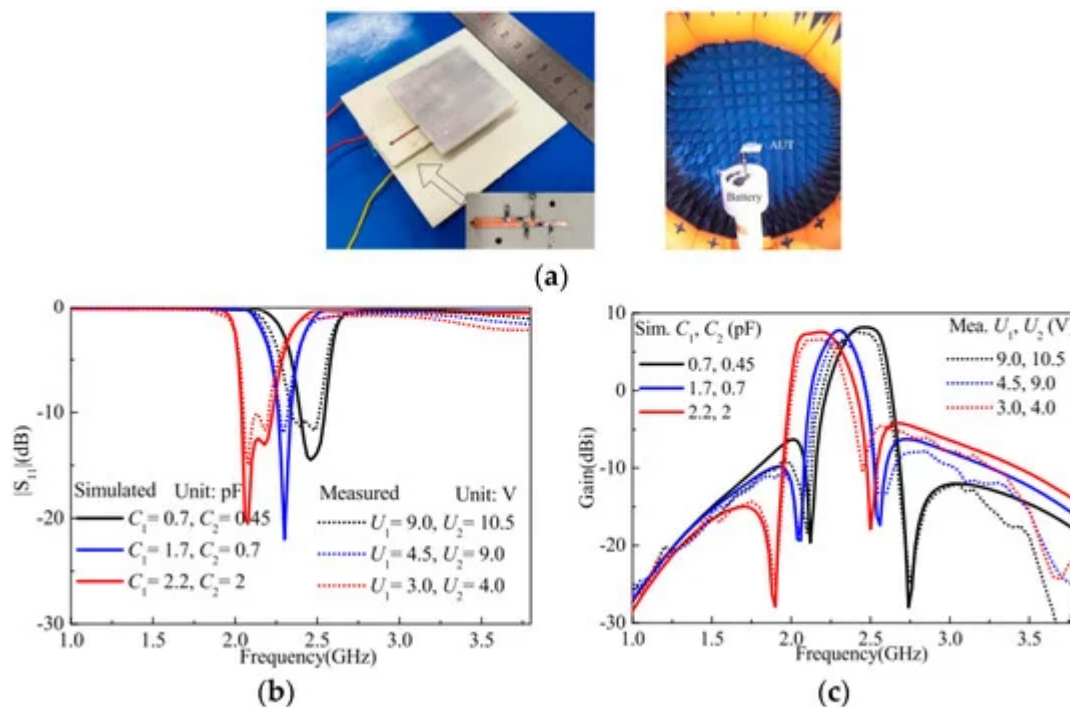 AUT
Battery
(a)
0
-10
-20
-30
|S11|(dB)
Simulated Unit: pF
C1= 0.7, C2= 0.45
C1= 1.7, C2= 0.7
C1= 2.2, C2= 2
Measured Unit: V
U1= 9.0, U2= 10.5
U1= 4.5, U2= 9.0
U1= 3.0, U2= 4.0
1.0 1.5 2.0 2.5 3.0 3.5
Frequency(GHz)
(b)
10
0
-10
-20
-30
Gain(dBi)
Sim. C1, C2 (pF)
0.7, 0.45
1.7, 0.7
2.2, 2
Mea. U1, U2 (V)
9.0, 10.5
4.5, 9.0
3.0, 4.0
1.0 1.5 2.0 2.5 3.0 3.5
Frequency(GHz)
(c)